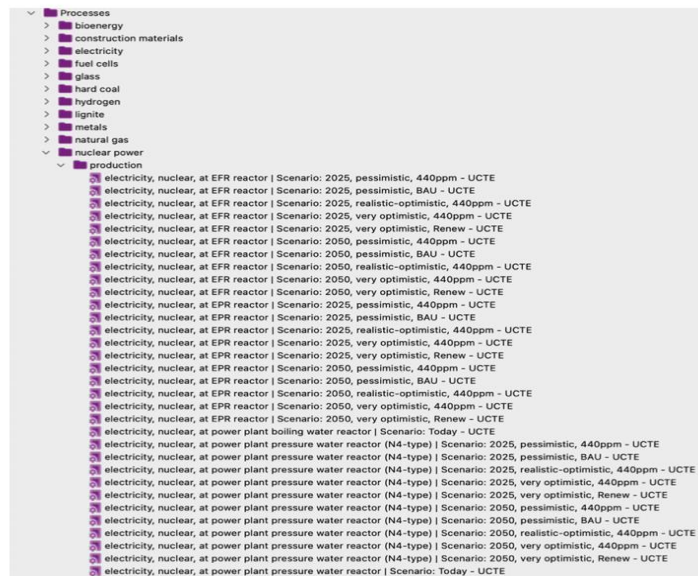 Processes
bioenergy
construction materials
electricity
fuel cells
glass
hard coal
hydrogen
lignite
metals
natural gas
nuclear power
production
electricity, nuclear, at EFR reactor | Scenario: 2025, pessimistic, 440ppm - UCTE
electricity, nuclear, at EFR reactor | Scenario: 2025, pessimistic, BAU - UCTE
electricity, nuclear, at EFR reactor | Scenario: 2025, realistic-optimistic, 440ppm - UCTE
electricity, nuclear, at EFR reactor | Scenario: 2025, very optimistic, 440ppm - UCTE
electricity, nuclear, at EFR reactor | Scenario: 2025, very optimistic, Renew - UCTE
electricity, nuclear, at EFR reactor | Scenario: 2050, pessimistic, 440ppm - UCTE
electricity, nuclear, at EFR reactor | Scenario: 2050, pessimistic, BAU - UCTE
electricity, nuclear, at EFR reactor | Scenario: 2050, realistic-optimistic, 440ppm - UCTE
electricity, nuclear, at EFR reactor | Scenario: 2050, very optimistic, 440ppm - UCTE
electricity, nuclear, at EFR reactor | Scenario: 2050, very optimistic, Renew - UCTE
electricity, nuclear, at EPR reactor | Scenario: 2025, pessimistic, 440ppm - UCTE
electricity, nuclear, at EPR reactor | Scenario: 2025, pessimistic, BAU - UCTE
electricity, nuclear, at EPR reactor | Scenario: 2025, realistic-optimistic, 440ppm - UCTE
electricity, nuclear, at EPR reactor | Scenario: 2025, very optimistic, 440ppm - UCTE
electricity, nuclear, at EPR reactor | Scenario: 2025, very optimistic, Renew - UCTE
electricity, nuclear, at EPR reactor | Scenario: 2050, pessimistic, 440ppm - UCTE
electricity, nuclear, at EPR reactor | Scenario: 2050, pessimistic, BAU - UCTE
electricity, nuclear, at EPR reactor | Scenario: 2050, realistic-optimistic, 440ppm - UCTE
electricity, nuclear, at EPR reactor | Scenario: 2050, very optimistic, 440ppm - UCTE
electricity, nuclear, at EPR reactor | Scenario: 2050, very optimistic, Renew - UCTE
electricity, nuclear, at power plant boiling water reactor | Scenario: Today - UCTE
electricity, nuclear, at power plant pressure water reactor (N4-type) | Scenario: 2025, pessimistic, 440ppm - UCTE
electricity, nuclear, at power plant pressure water reactor (N4-type) | Scenario: 2025, pessimistic, BAU - UCTE
electricity, nuclear, at power plant pressure water reactor (N4-type) | Scenario: 2025, realistic-optimistic, 440ppm - UCTE
electricity, nuclear, at power plant pressure water reactor (N4-type) | Scenario: 2025, very optimistic, 440ppm - UCTE
electricity, nuclear, at power plant pressure water reactor (N4-type) | Scenario: 2025, very optimistic, Renew - UCTE
electricity, nuclear, at power plant pressure water reactor (N4-type) | Scenario: 2050, pessimistic, 440ppm - UCTE
electricity, nuclear, at power plant pressure water reactor (N4-type) | Scenario: 2050, pessimistic, BAU - UCTE
electricity, nuclear, at power plant pressure water reactor (N4-type) | Scenario: 2050, realistic-optimistic, 440ppm - UCTE
electricity, nuclear, at power plant pressure water reactor (N4-type) | Scenario: 2050, very optimistic, 440ppm - UCTE
electricity, nuclear, at power plant pressure water reactor (N4-type) | Scenario: 2050, very optimistic, Renew - UCTE
electricity, nuclear, at power plant pressure water reactor | Scenario: Today - UCTE